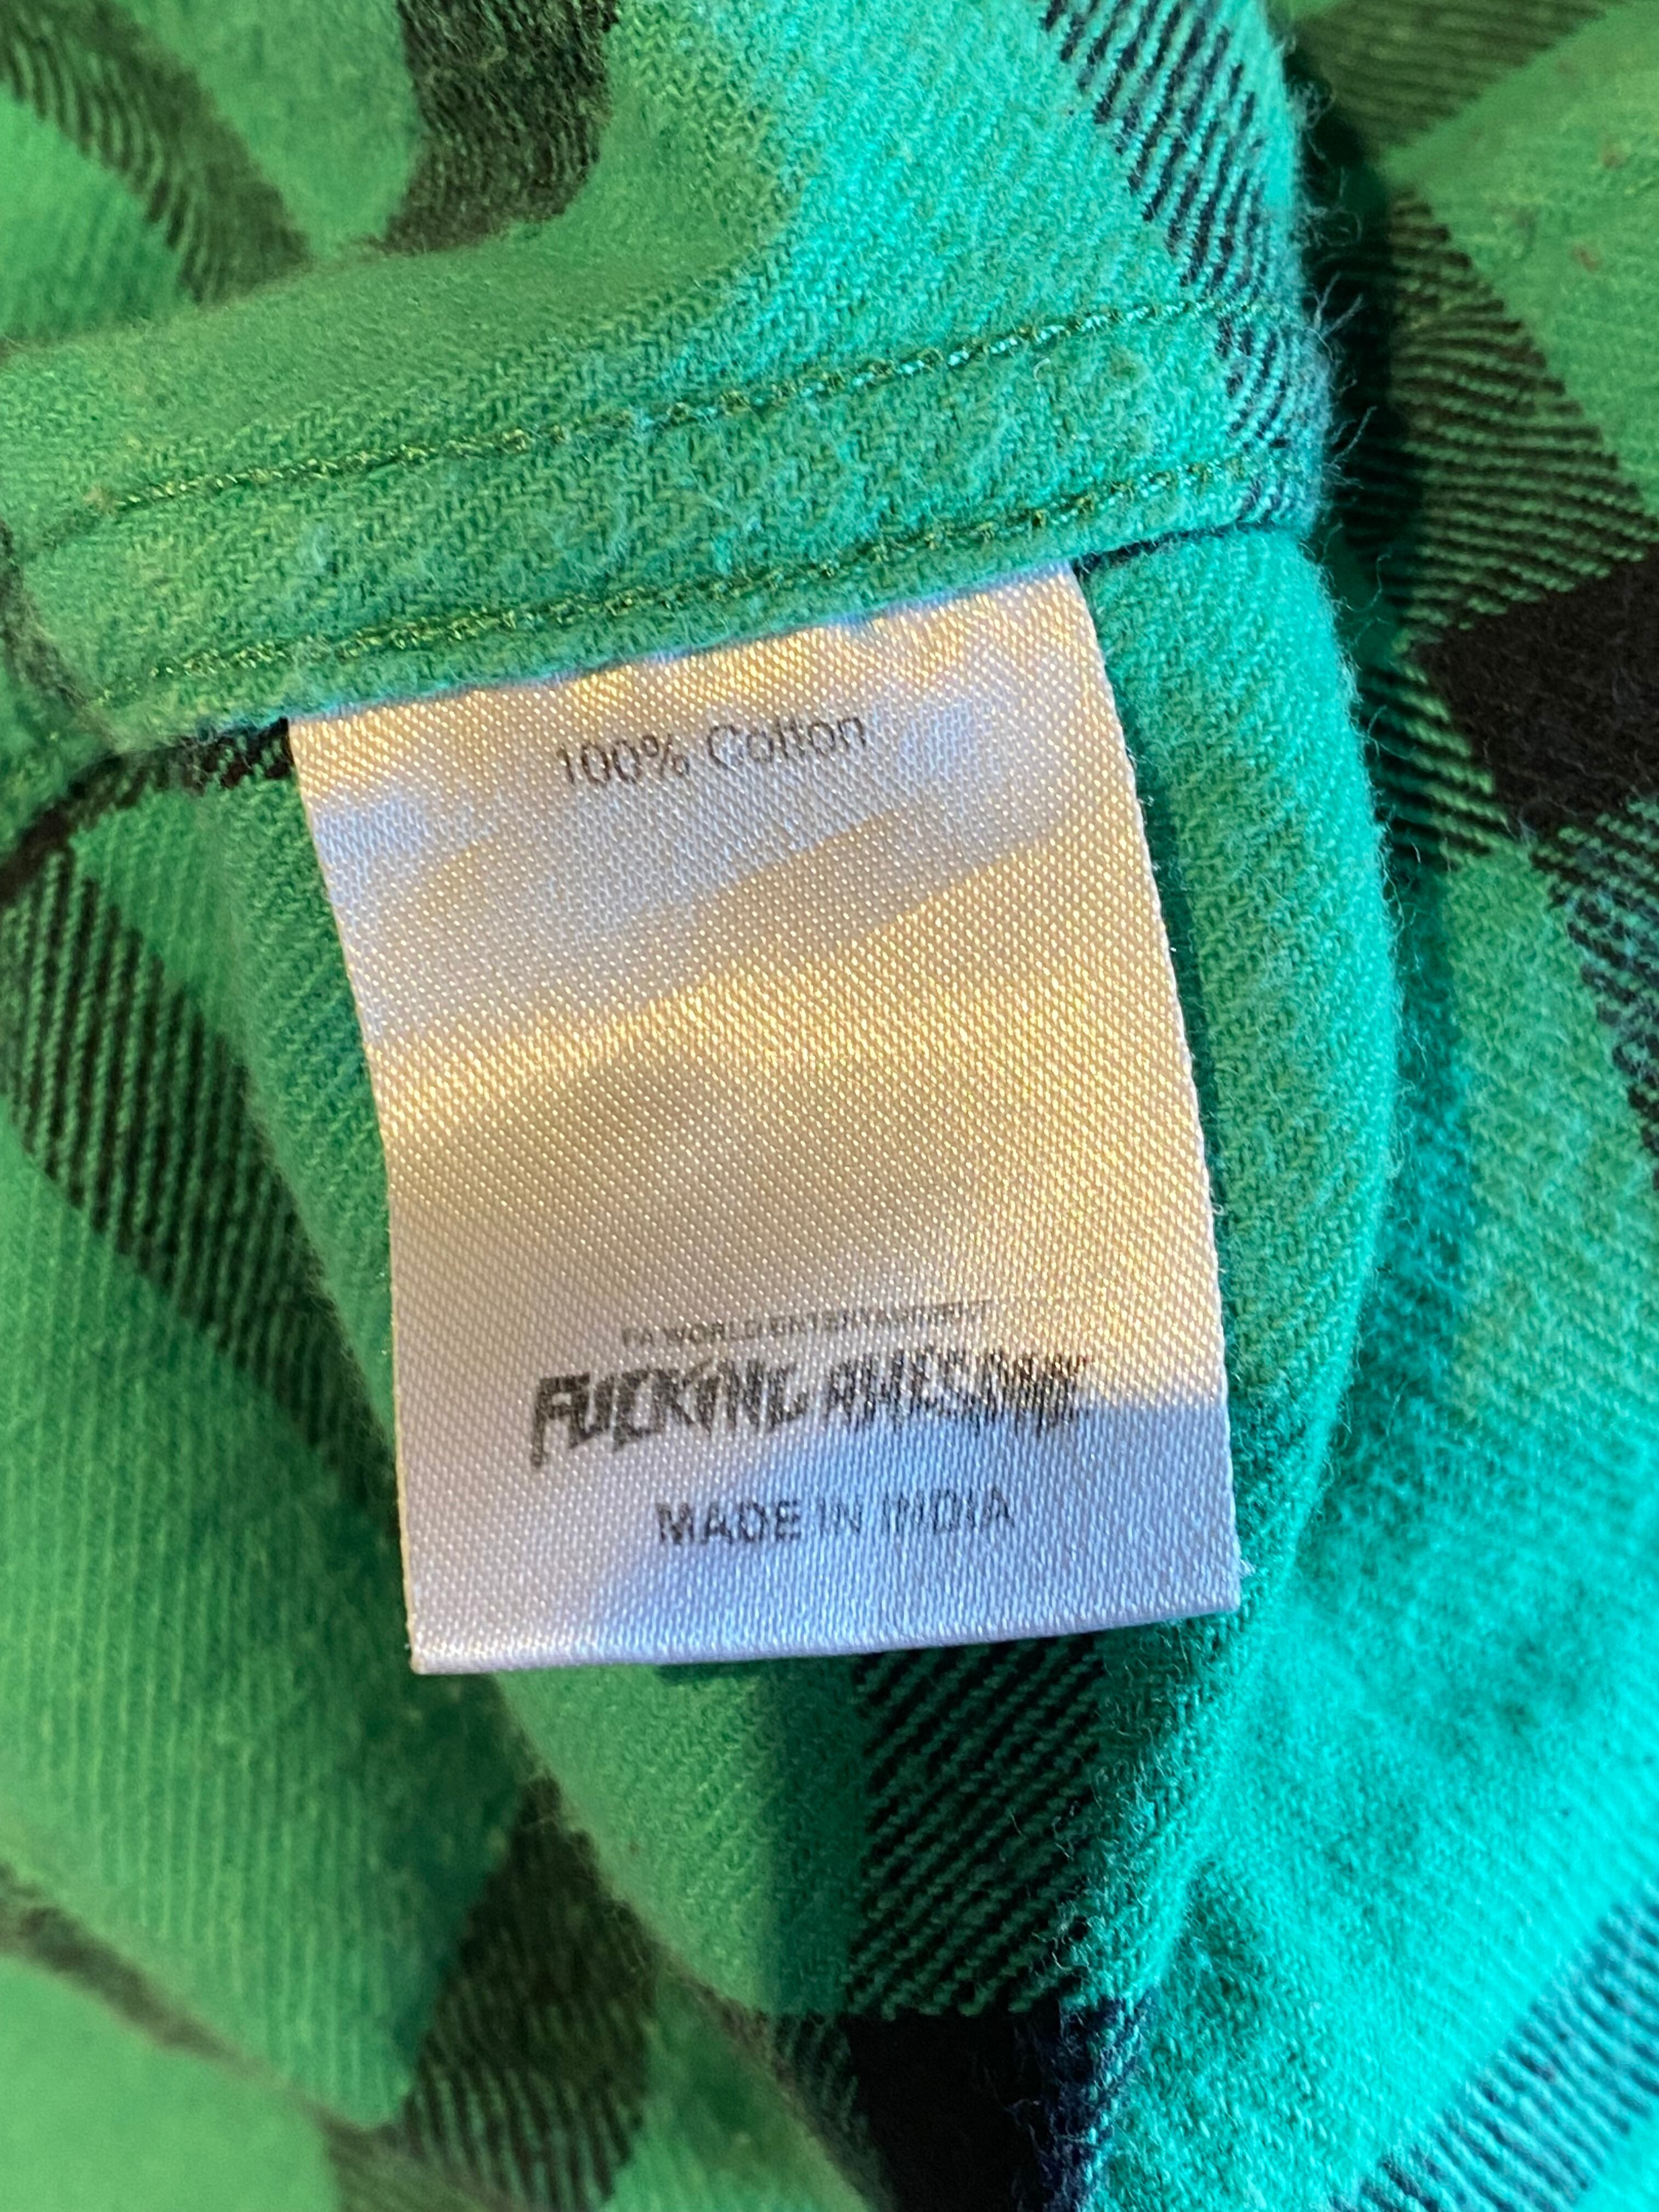 100% Cotton
FA WORLD ENTERTAINMENT
FUCKING AWESOME
MADE IN INDIA